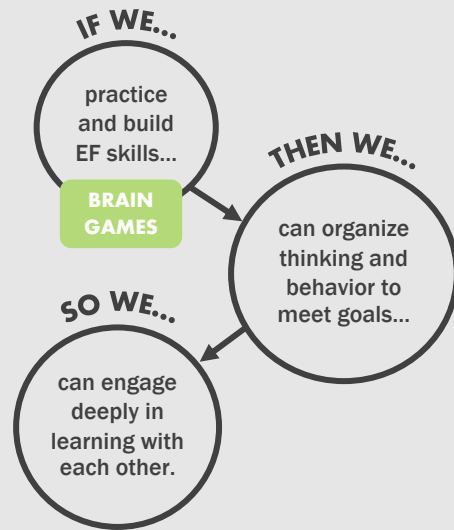 IF WE...
practice
and build
EF skills...
BRAIN
GAMES
THEN WE...
can organize
thinking and
behavior to
meet goals...
SO WE...
can engage
deeply in
learning with
each other.